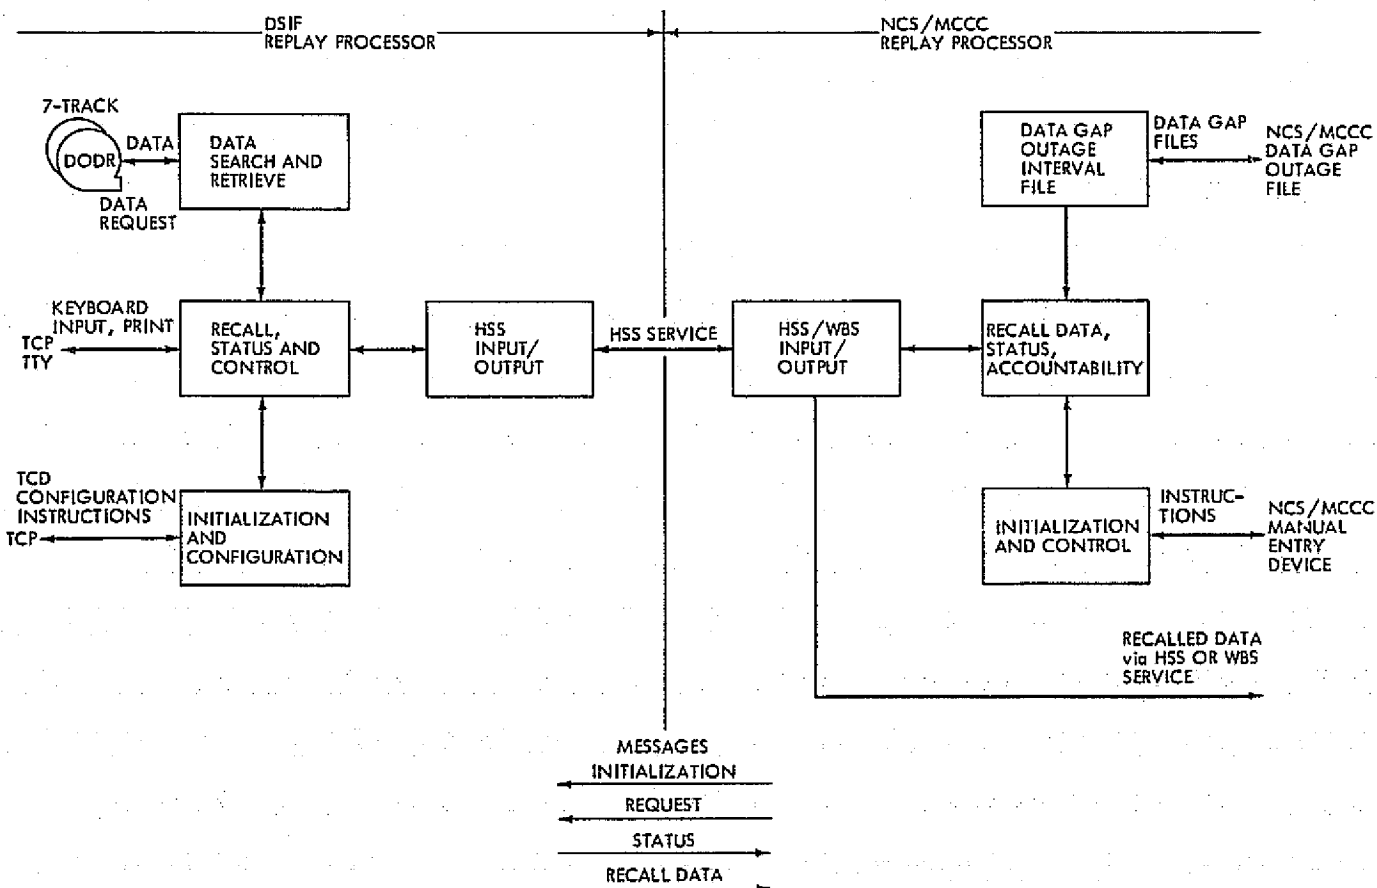 DSIF
REPLAY PROCESSOR
NCS/MCCC
REPLAY PROCESSOR
7-TRACK
DODR
DATA
DATA
REQUEST
DATA
SEARCH AND
RETRIEVE
DATA GAP
OUTAGE
INTERVAL
FILE
DATA GAP
FILES
NCS/MCCC
DATA GAP
OUTAGE
FILE
KEYBOARD
INPUT, PRINT
TCP
TTY
RECALL,
STATUS AND
CONTROL
HSS
INPUT/
OUTPUT
HSS SERVICE
HSS/WBS
INPUT/
OUTPUT
RECALL DATA,
STATUS,
ACCOUNTABILITY
TCD
CONFIGURATION
INSTRUCTIONS
TCP
INITIALIZATION
AND
CONFIGURATION
INITIALIZATION
AND CONTROL
INSTRUC-
TIONS
NCS/MCCC
MANUAL
ENTRY
DEVICE
RECALLED DATA
via HSS OR WBS
SERVICE
MESSAGES
INITIALIZATION
REQUEST
STATUS
RECALL DATA